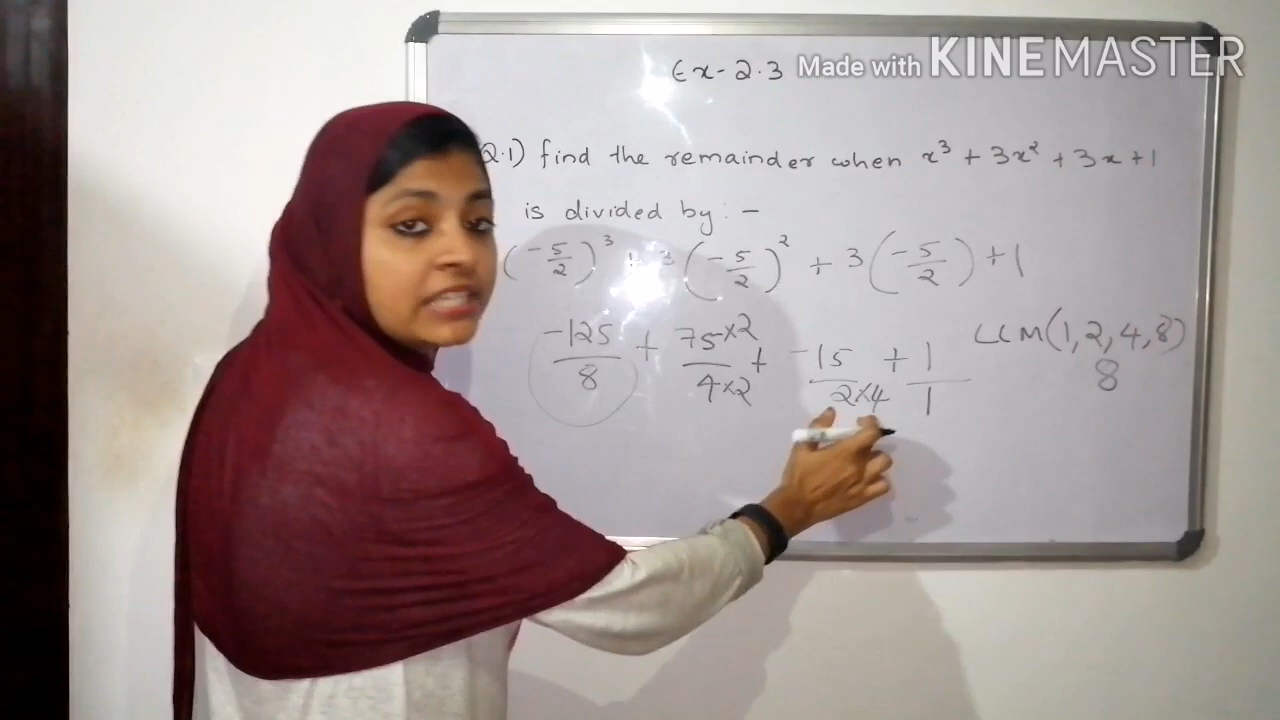 Ex-2.3
Made with KINEMASTER
Q.1) find the remainder when x³ + 3x² + 3x + 1
is divided by :-
(-5/2)³ + 3(-5/2)² + 3(-5/2) + 1
-125/8 + 75×2/4×2 + -15/2×4 + 1/1
LCM(1,2,4,8)
8